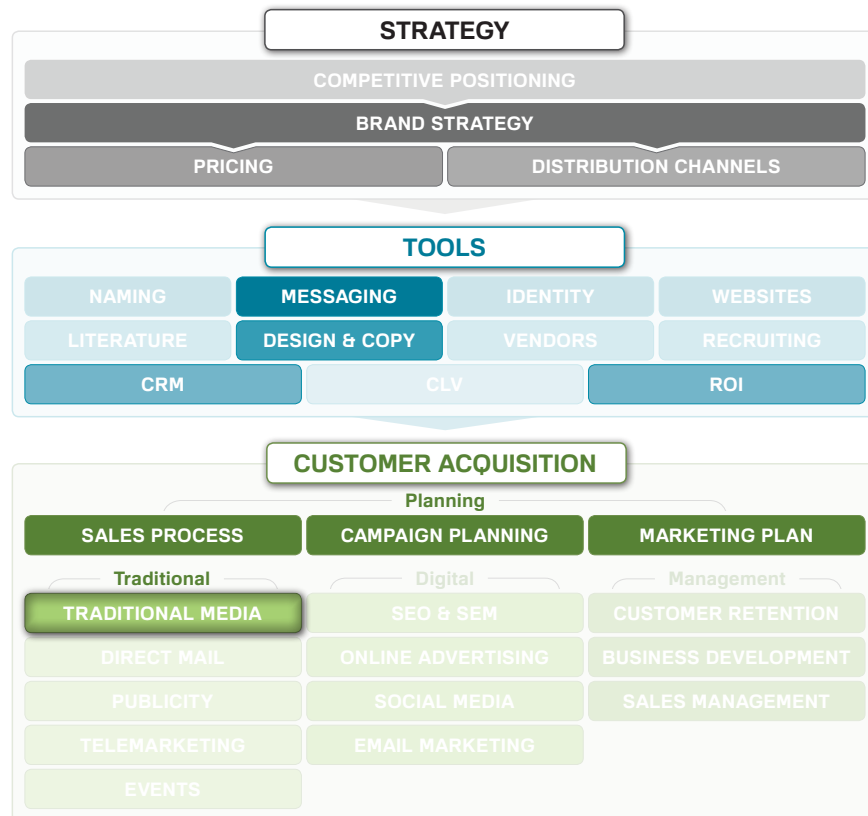 STRATEGY
COMPETITIVE POSITIONING
BRAND STRATEGY
PRICING DISTRIBUTION CHANNELS
TOOLS
NAMING MESSAGING IDENTITY WEBSITES
LITERATURE DESIGN & COPY VENDORS RECRUITING
CRM CLV ROI
CUSTOMER ACQUISITION
Planning
SALES PROCESS CAMPAIGN PLANNING MARKETING PLAN
Traditional Digital Management
TRADITIONAL MEDIA SEO & SEM CUSTOMER RETENTION
DIRECT MAIL ONLINE ADVERTISING BUSINESS DEVELOPMENT
PUBLICITY SOCIAL MEDIA SALES MANAGEMENT
TELEMARKETING EMAIL MARKETING
EVENTS